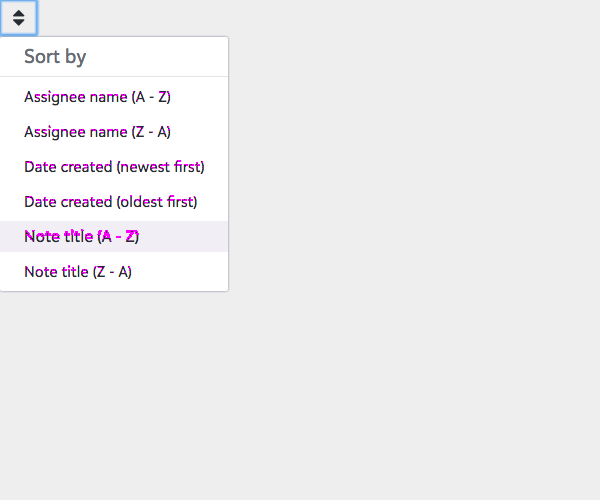 Sort by
Assignee name (A - Z)
Assignee name (Z - A)
Date created (newest first)
Date created (oldest first)
Note title (A - Z)
Note title (Z - A)